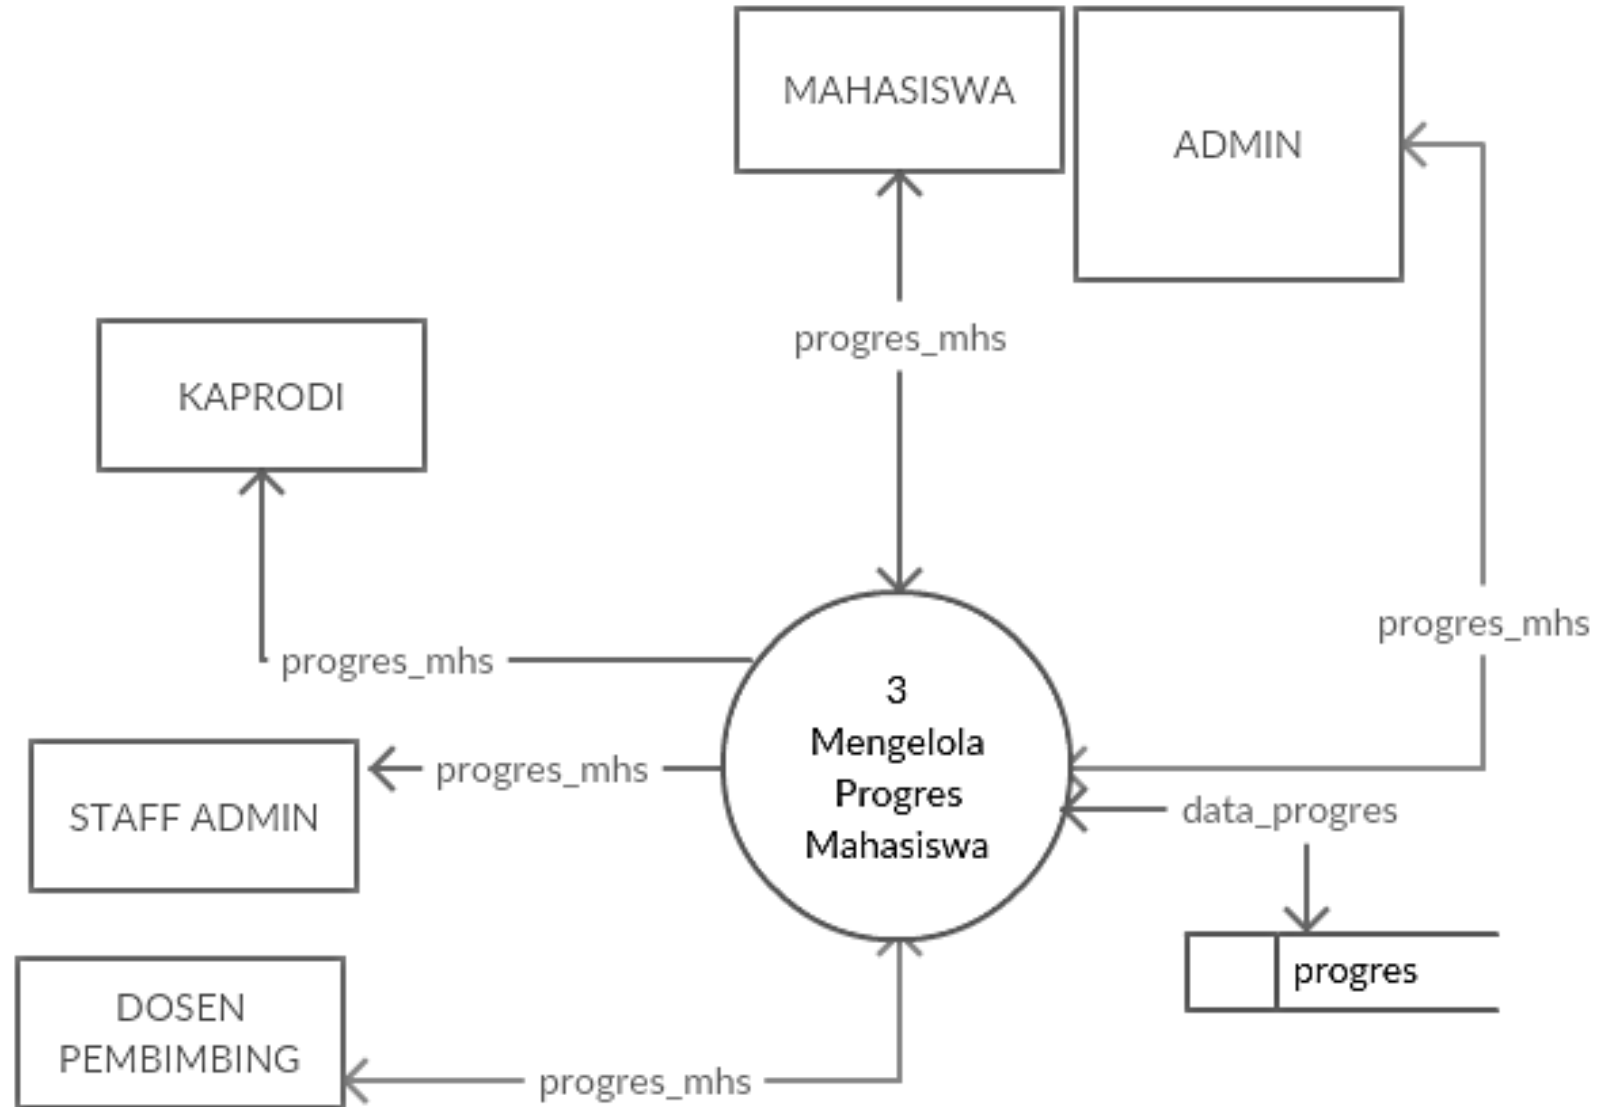 MAHASISWA
ADMIN
progres_mhs
KAPRODI
progres_mhs
progres_mhs
3
Mengelola
Progres
Mahasiswa
STAFF ADMIN
progres_mhs
data_progres
progres
DOSEN
PEMBIMBING
progres_mhs